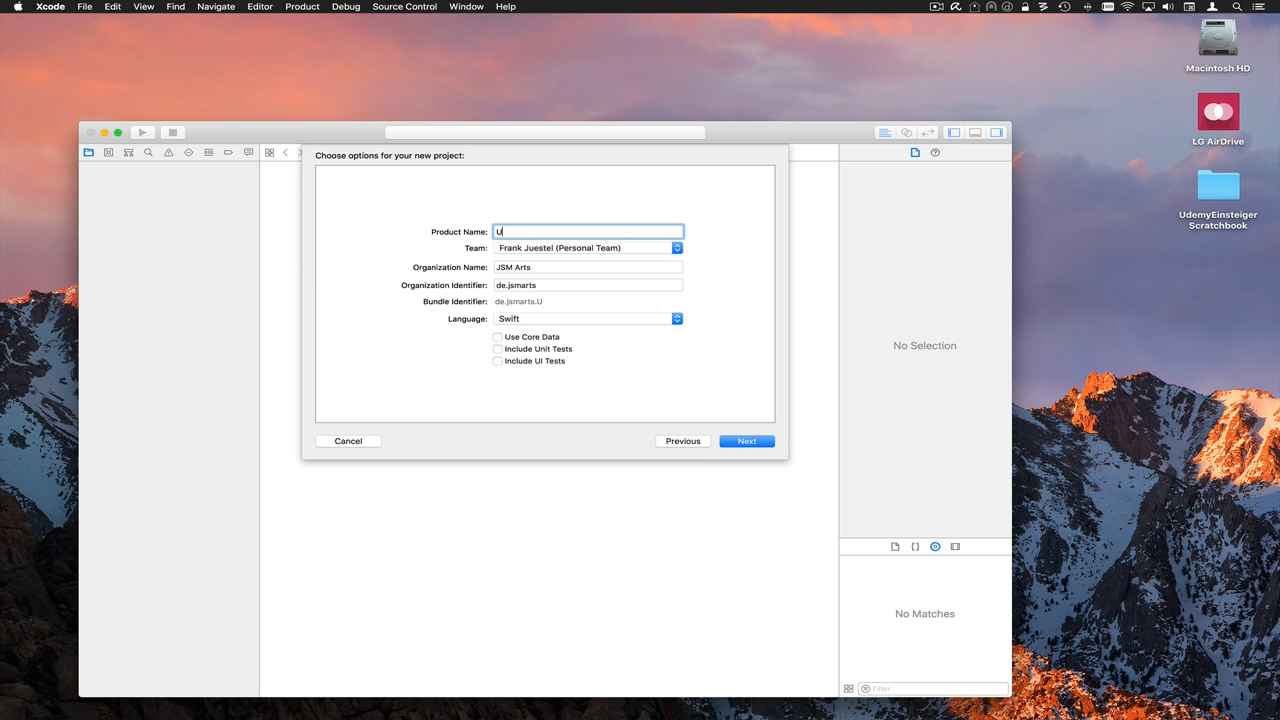 Xcode File Edit View Find Navigate Editor Product Debug Source Control Window Help
Macintosh HD
LG AirDrive
UdemyEinsteiger
Scratchbook
Choose options for your new project:
Product Name: U
Team: Frank Juestel (Personal Team)
Organization Name: JSM Arts
Organization Identifier: de.jsmarts
Bundle Identifier: de.jsmarts.U
Language: Swift
Use Core Data
Include Unit Tests
Include UI Tests
Cancel Previous Next
No Selection
No Matches
Filter